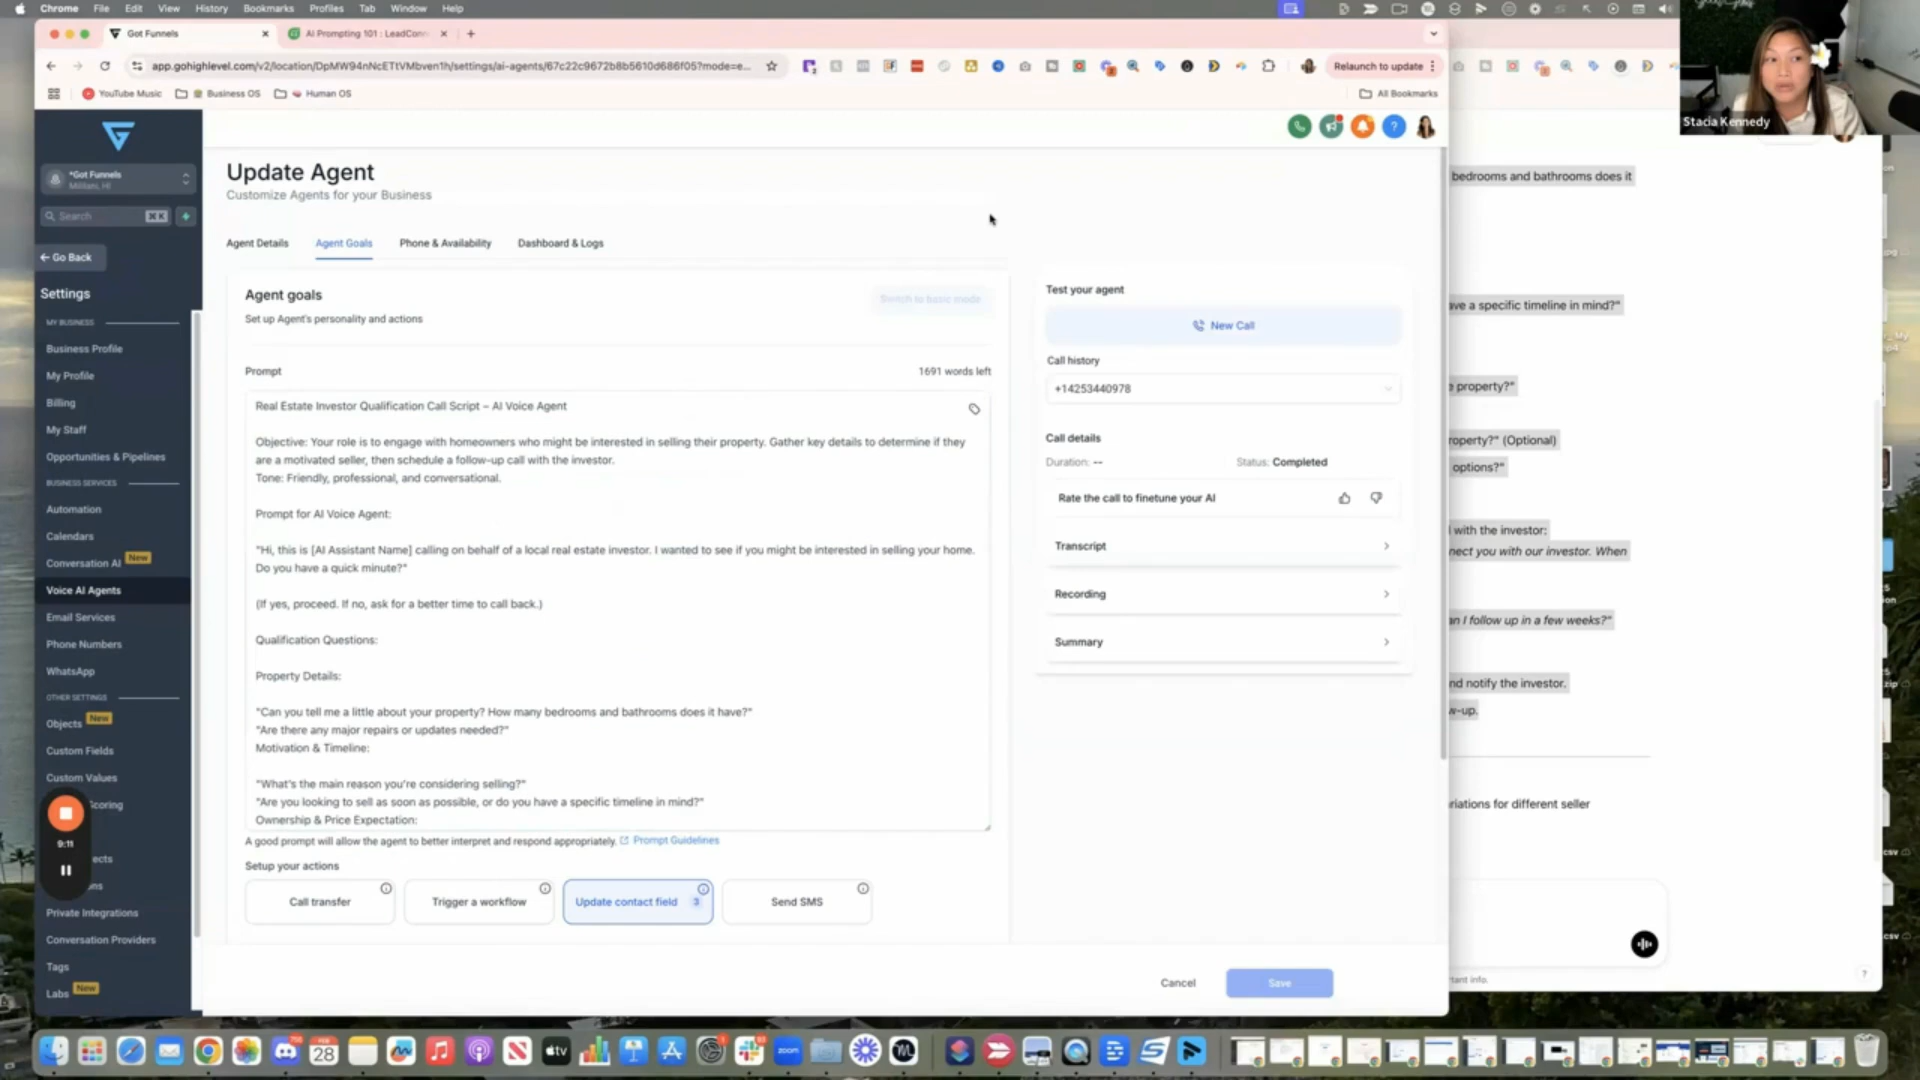 Chrome File Edit View History Bookmarks Profiles Tab Window Help
Got Funnels
AI Prompting 101 : LeadConn
app.gohighlevel.com/v2/location/DpMW94nNcETtVMbven1h/settings/ai-agents/67c22c9672b8b5610d686f05?mode=e...
Relaunch to update
YouTube Music Business OS Human OS
All Bookmarks
Stacia Kennedy
*Got Funnels
Mililani, HI
Search ⌘K
Go Back
Settings
MY BUSINESS
Business Profile
My Profile
Billing
My Staff
Opportunities & Pipelines
BUSINESS SERVICES
Automation
Calendars
Conversation AI New
Voice AI Agents
Email Services
Phone Numbers
WhatsApp
OTHER SETTINGS
Objects New
Custom Fields
Custom Values
Scoring
9:11
ects
ns
Private Integrations
Conversation Providers
Tags
Labs New
Update Agent
Customize Agents for your Business
Agent Details Agent Goals Phone & Availability Dashboard & Logs
Agent goals
Switch to basic mode
Set up Agent's personality and actions
Prompt
1691 words left
Real Estate Investor Qualification Call Script – AI Voice Agent
Objective: Your role is to engage with homeowners who might be interested in selling their property. Gather key details to determine if they
are a motivated seller, then schedule a follow-up call with the investor.
Tone: Friendly, professional, and conversational.
Prompt for AI Voice Agent:
"Hi, this is [AI Assistant Name] calling on behalf of a local real estate investor. I wanted to see if you might be interested in selling your home.
Do you have a quick minute?"
(If yes, proceed. If no, ask for a better time to call back.)
Qualification Questions:
Property Details:
"Can you tell me a little about your property? How many bedrooms and bathrooms does it have?"
"Are there any major repairs or updates needed?"
Motivation & Timeline:
"What's the main reason you're considering selling?"
"Are you looking to sell as soon as possible, or do you have a specific timeline in mind?"
Ownership & Price Expectation:
A good prompt will allow the agent to better interpret and respond appropriately. Prompt Guidelines
Setup your actions
Call transfer
Trigger a workflow
Update contact field 3
Send SMS
Cancel
Save
Test your agent
New Call
Call history
+14253440978
Call details
Duration: --
Status: Completed
Rate the call to finetune your AI
Transcript
Recording
Summary
bedrooms and bathrooms does it
ave a specific timeline in mind?"
e property?"
roperty?" (Optional)
options?"
l with the investor:
nect you with our investor. When
an I follow up in a few weeks?"
nd notify the investor.
w-up.
riations for different seller
tant info.
?
zip
csv
csv
FEB
28
zoom
tv